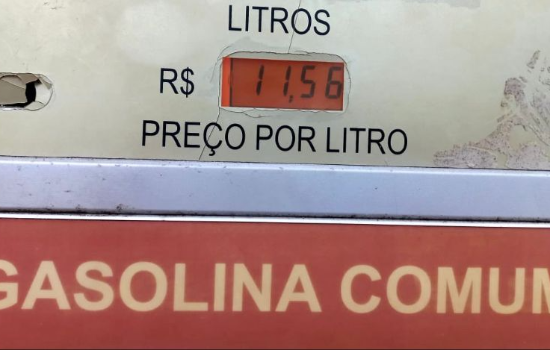 LITROS
R$ 11,56
PREÇO POR LITRO
GASOLINA COMUM